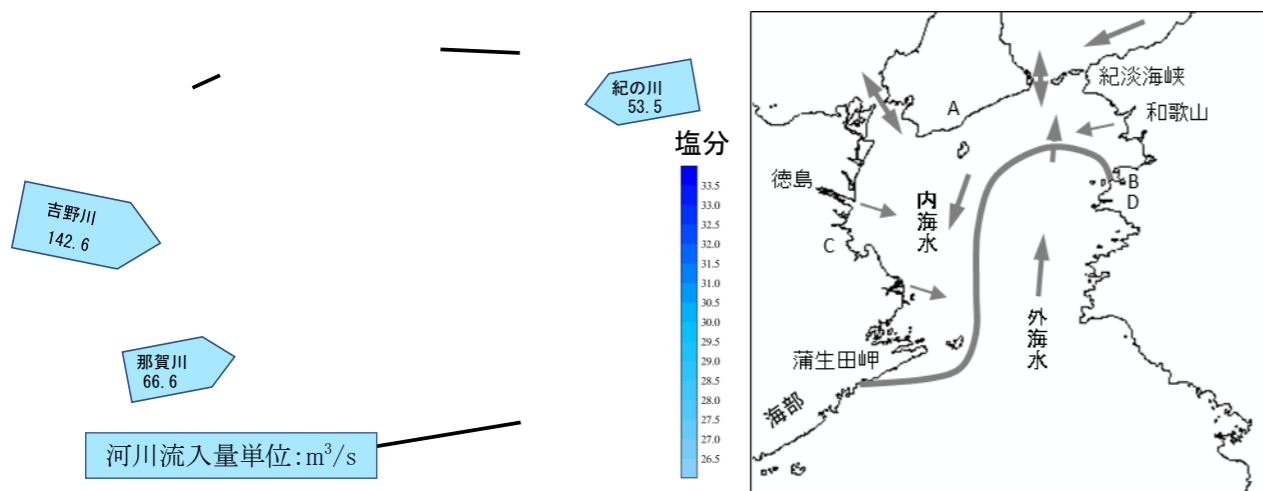 紀の川
53.5
塩分
33.5
32.5
32.0
31.5
31.0
30.5
30.0
29.5
29.0
28.5
28.0
27.5
27.0
26.5
吉野川
142.6
那賀川
66.6
河川流入量単位:m³/s
紀淡海峡
和歌山
A
B
D
徳島
C
内海水
外海水
蒲生田岬
海部